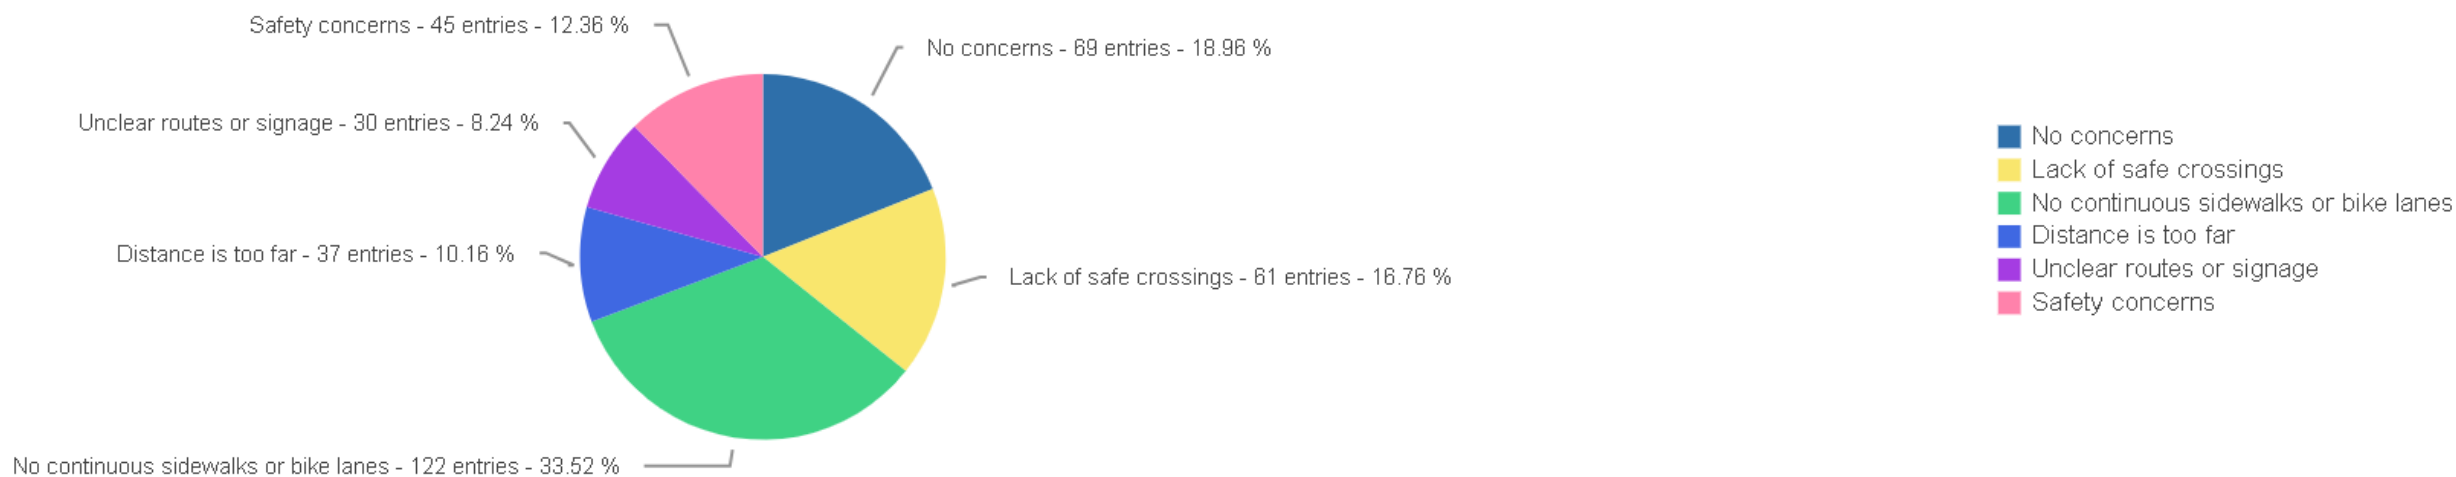 Safety concerns - 45 entries - 12.36 %
No concerns - 69 entries - 18.96 %
Unclear routes or signage - 30 entries - 8.24 %
Distance is too far - 37 entries - 10.16 %
Lack of safe crossings - 61 entries - 16.76 %
No continuous sidewalks or bike lanes - 122 entries - 33.52 %
No concerns
Lack of safe crossings
No continuous sidewalks or bike lanes
Distance is too far
Unclear routes or signage
Safety concerns